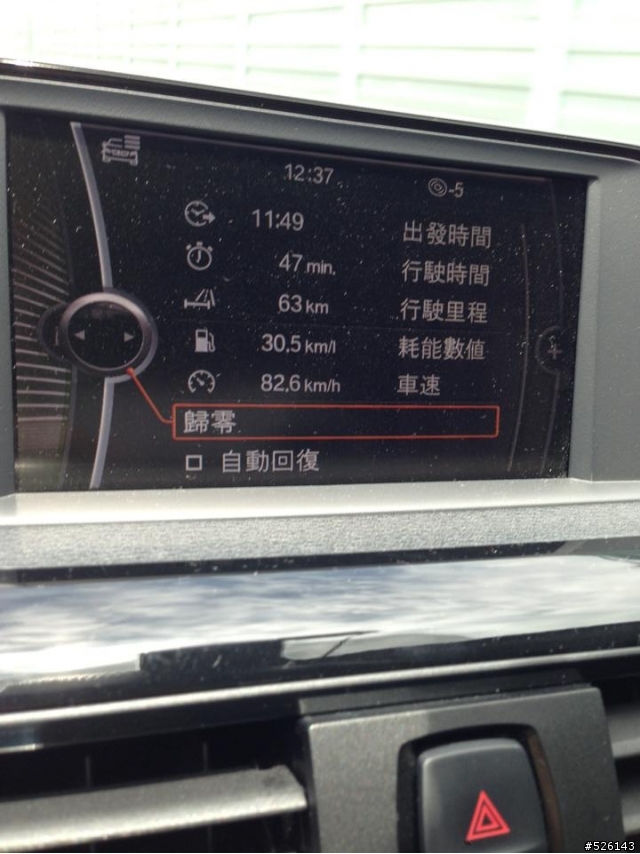 12:37 -5
11:49 出發時間
47 min. 行駛時間
63 km 行駛里程
30.5 km/l 耗能數值
82.6 km/h 車速
歸零
自動回復
#526143